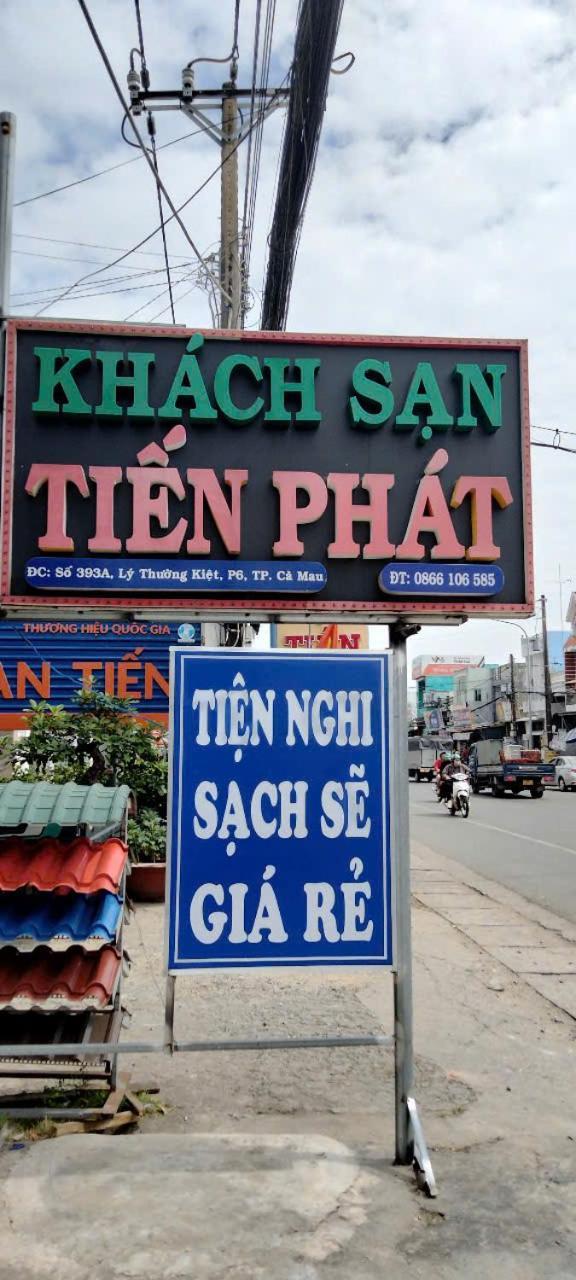 KHÁCH SẠN
TIẾN PHÁT
ĐC: Số 393A, Lý Thường Kiệt, P6, TP. Cà Mau
ĐT: 0866 106 585
THƯƠNG HIỆU QUỐC GIA
AN TIẾN
TIỆN NGHI
SẠCH SẼ
GIÁ RẺ